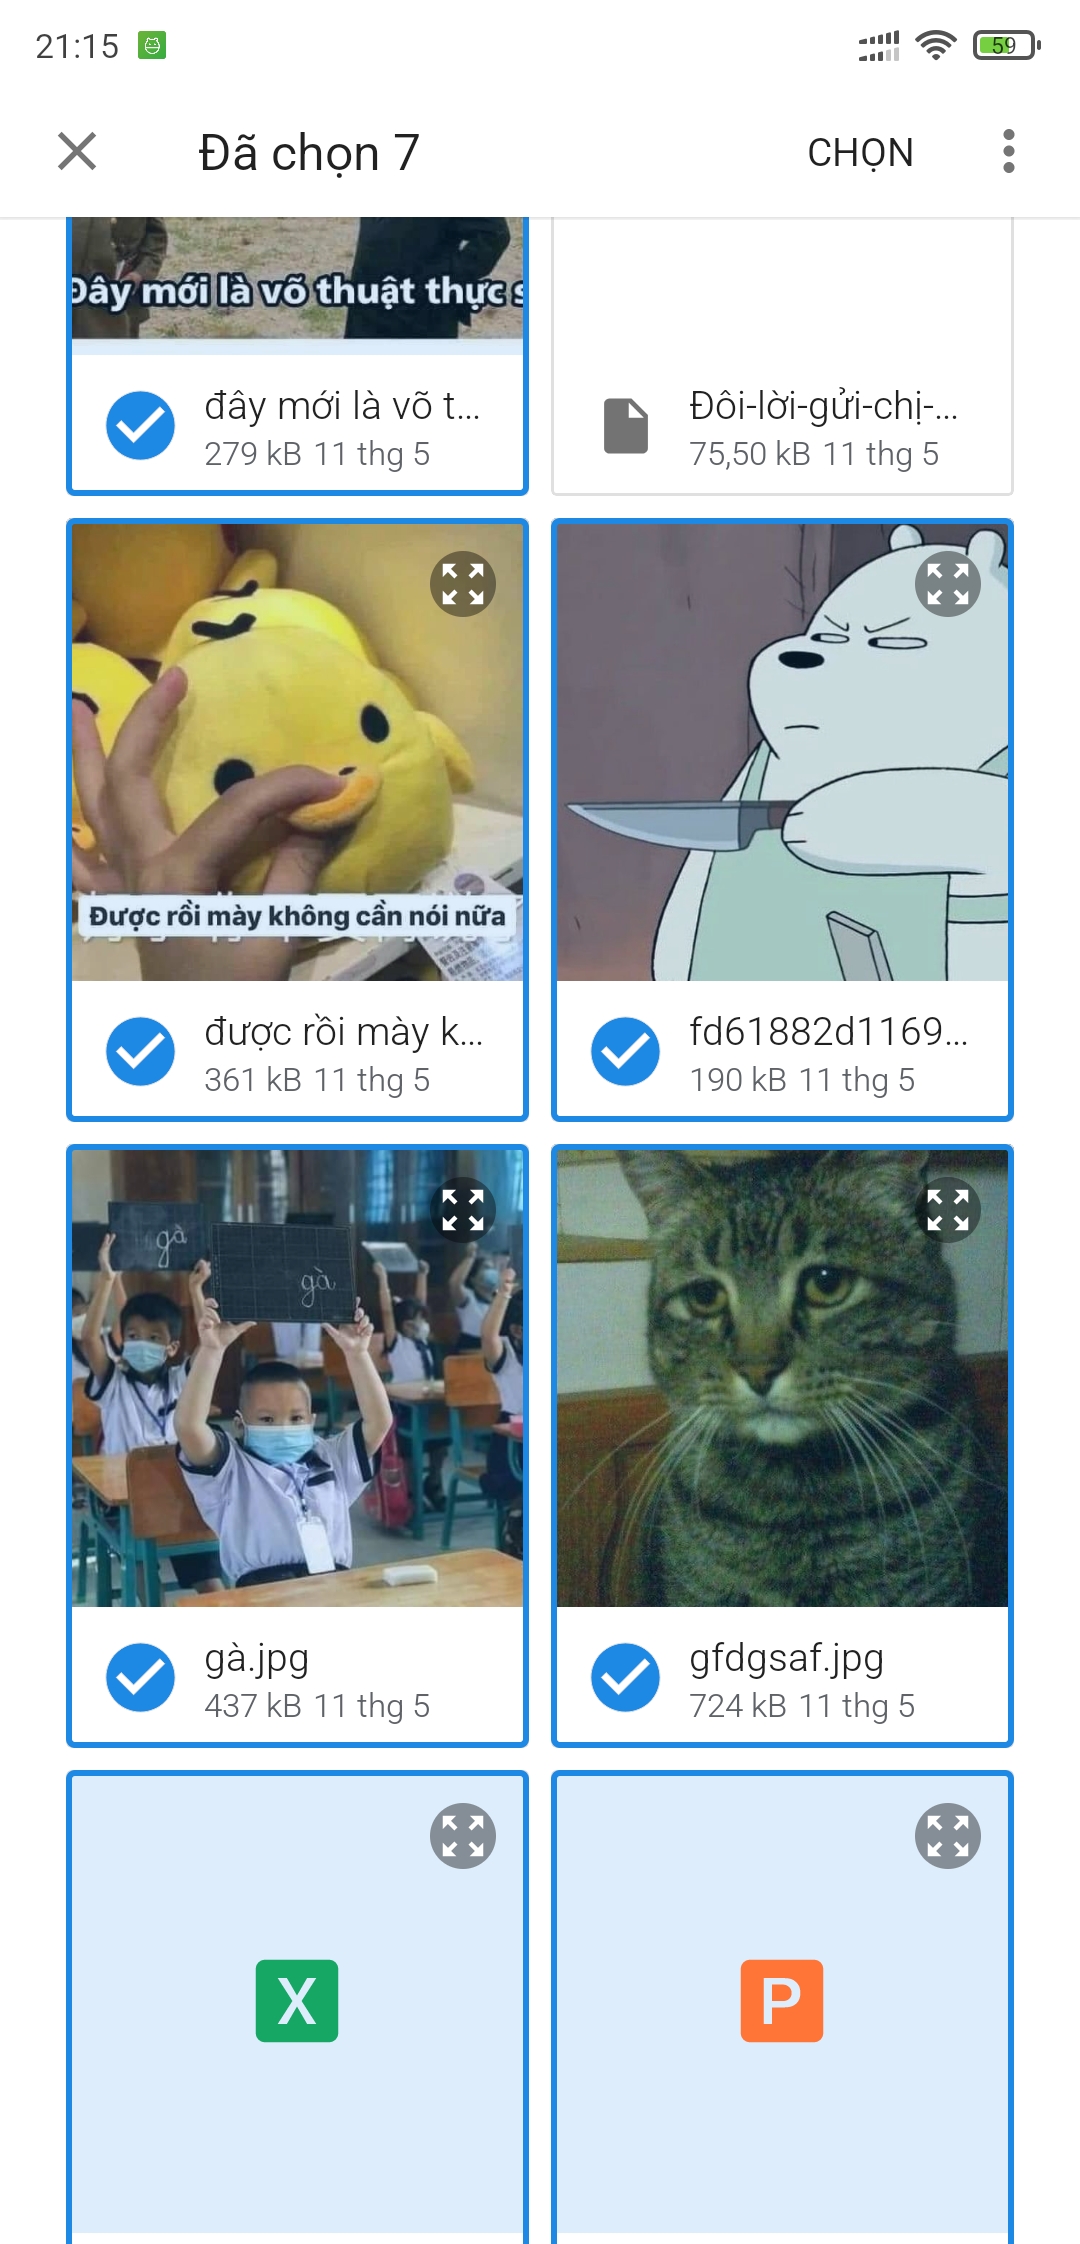 21:15
59
Đã chọn 7
CHỌN
Đây mới là võ thuật thực s
đây mới là võ t...
279 kB 11 thg 5
Đôi-lời-gửi-chị-...
75,50 kB 11 thg 5
Được rồi mày không cần nói nữa
được rồi mày k...
361 kB 11 thg 5
fd61882d1169...
190 kB 11 thg 5
gà
gà
gà.jpg
437 kB 11 thg 5
gfdgsaf.jpg
724 kB 11 thg 5
X
P